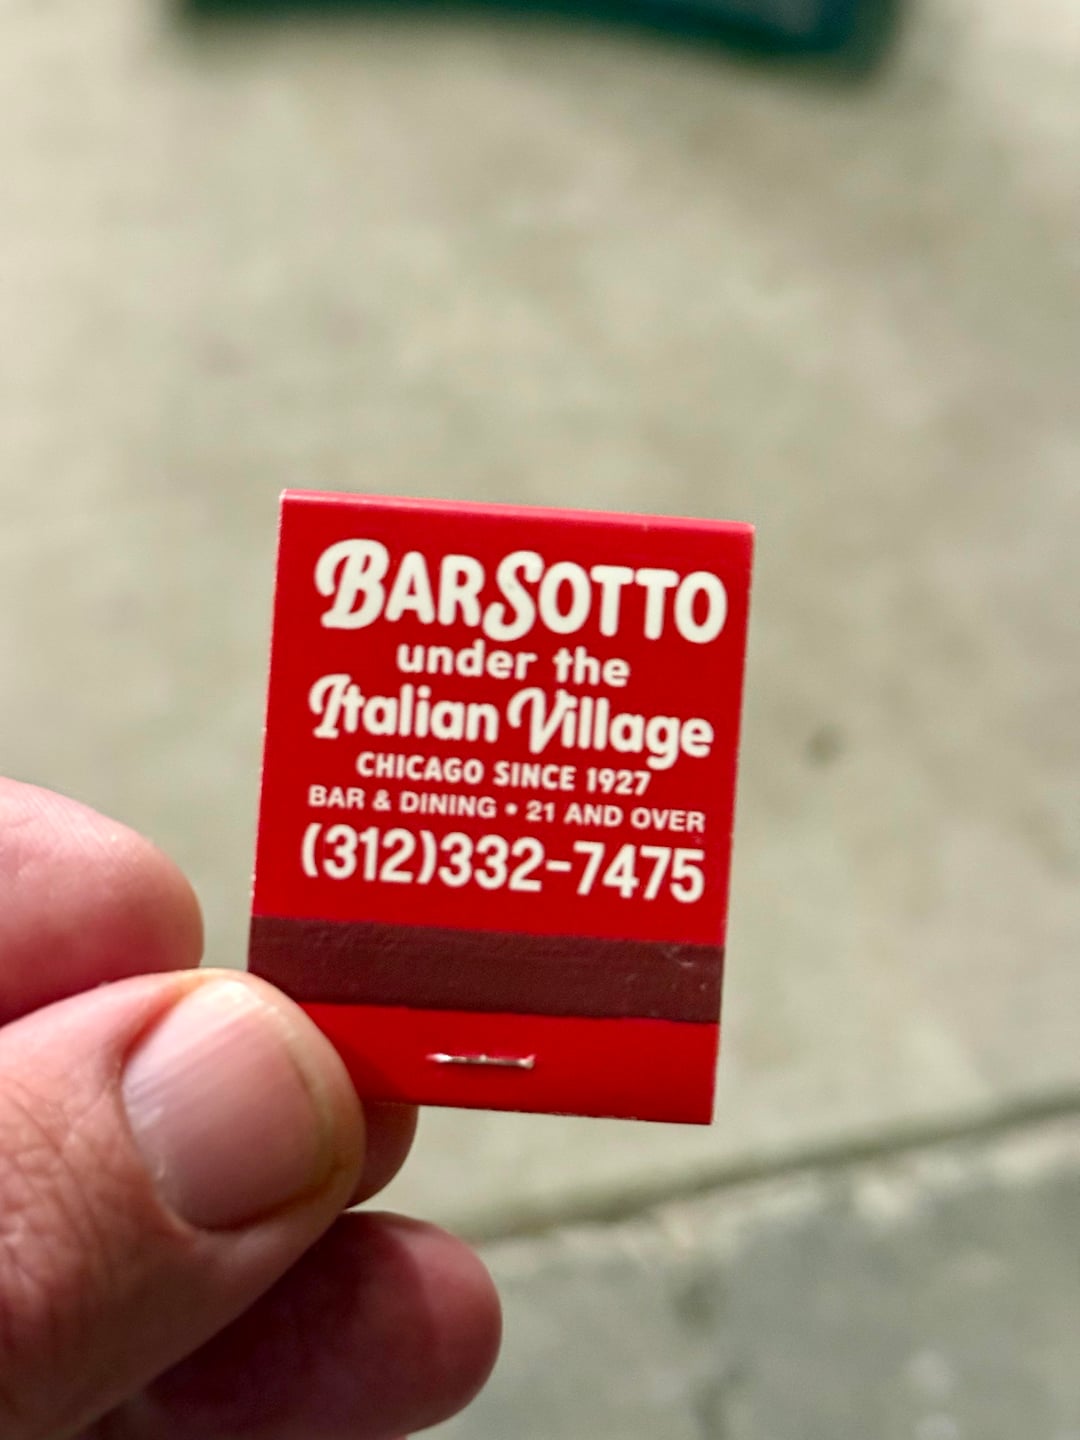 BARSOTTO
under the
Italian Village
CHICAGO SINCE 1927
BAR & DINING • 21 AND OVER
(312)332-7475